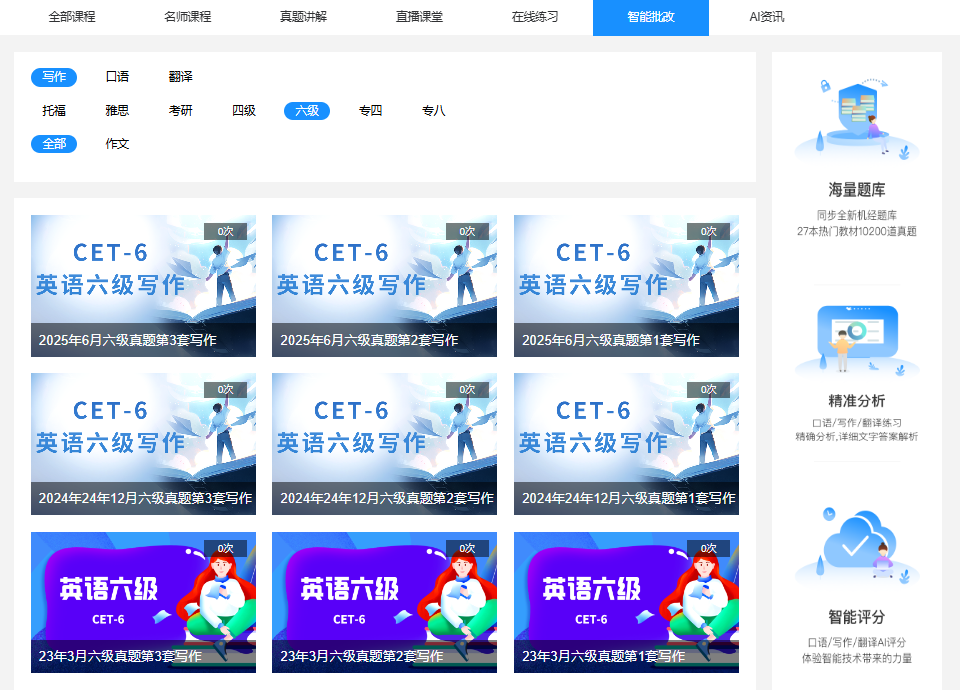 全部课程 名师课程 真题讲解 直播课堂 在线练习 智能批改 AI资讯
写作 口语 翻译
托福 雅思 考研 四级 六级 专四 专八
全部 作文
0次 0次 0次
CET-6 CET-6 CET-6
英语六级写作 英语六级写作 英语六级写作
2025年6月六级真题第3套写作 2025年6月六级真题第2套写作 2025年6月六级真题第1套写作
0次 0次 0次
CET-6 CET-6 CET-6
英语六级写作 英语六级写作 英语六级写作
2024年24年12月六级真题第3套写作 2024年24年12月六级真题第2套写作 2024年24年12月六级真题第1套写作
0次 0次 0次
英语六级 英语六级 英语六级
CET-6 CET-6 CET-6
23年3月六级真题第3套写作 23年3月六级真题第2套写作 23年3月六级真题第1套写作
海量题库
同步全新机经题库
27本热门教材10200道真题
精准分析
口语/写作/翻译练习
精确分析,详细文字答案解析
智能评分
口语/写作/翻译AI评分
体验智能技术带来的力量